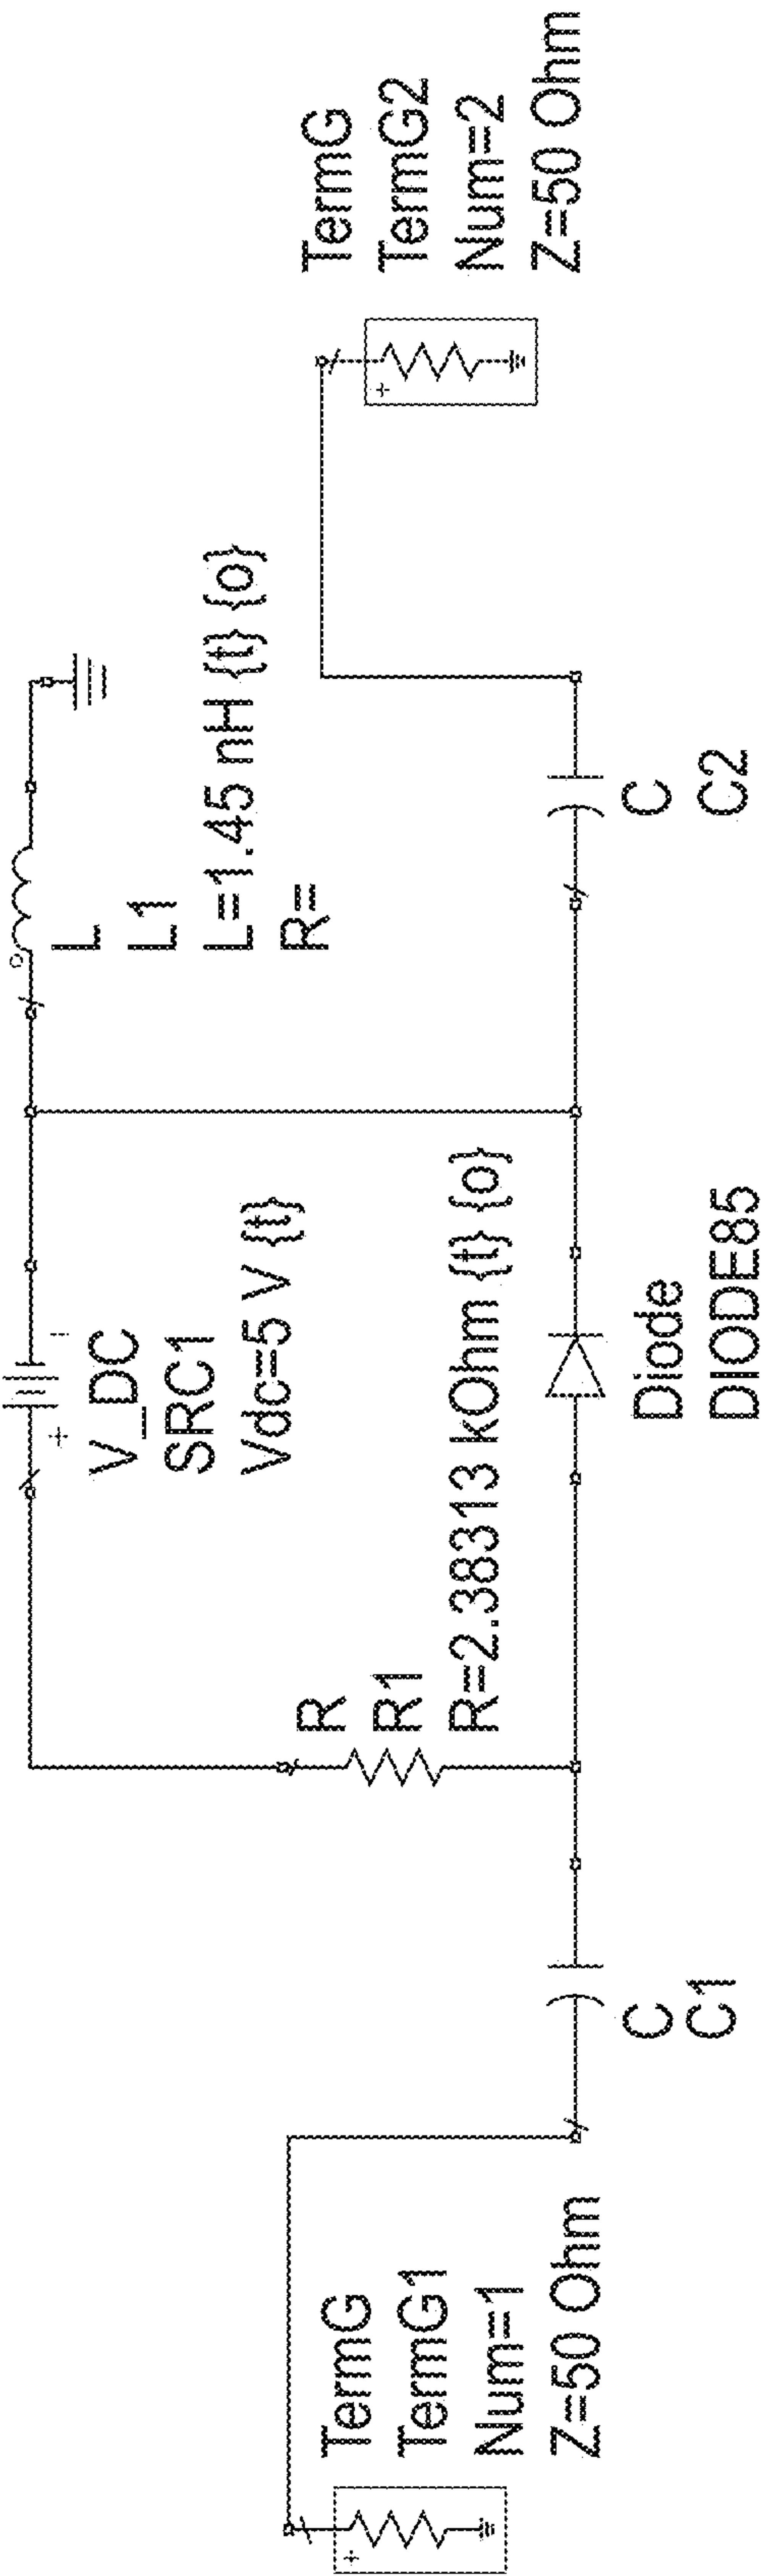 TermG
TermG1
Num=1
Z=50 Ohm
C
C1
R
R1
R=2.38313 kOhm {t} {o}
+
-
V_DC
SRC1
Vdc=5 V {t}
Diode
DIODE85
L
L1
L=1.45 nH {t} {o}
R=
C
C2
TermG
TermG2
Num=2
Z=50 Ohm
+
+